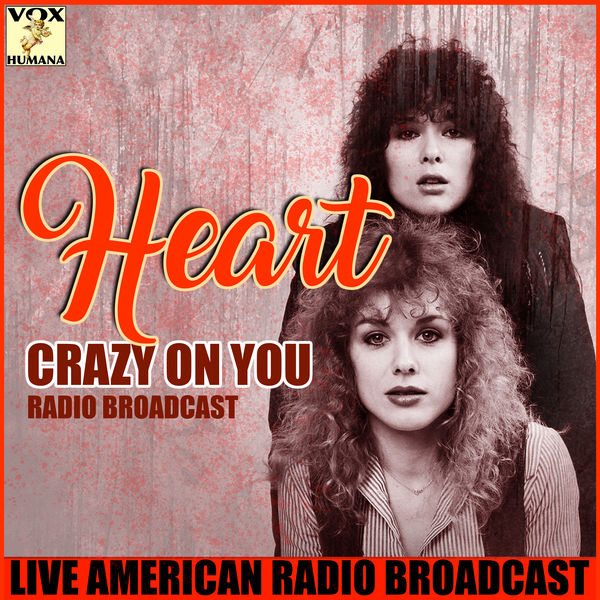 VOX
HUMANA
Heart
CRAZY ON YOU
RADIO BROADCAST
LIVE AMERICAN RADIO BROADCAST